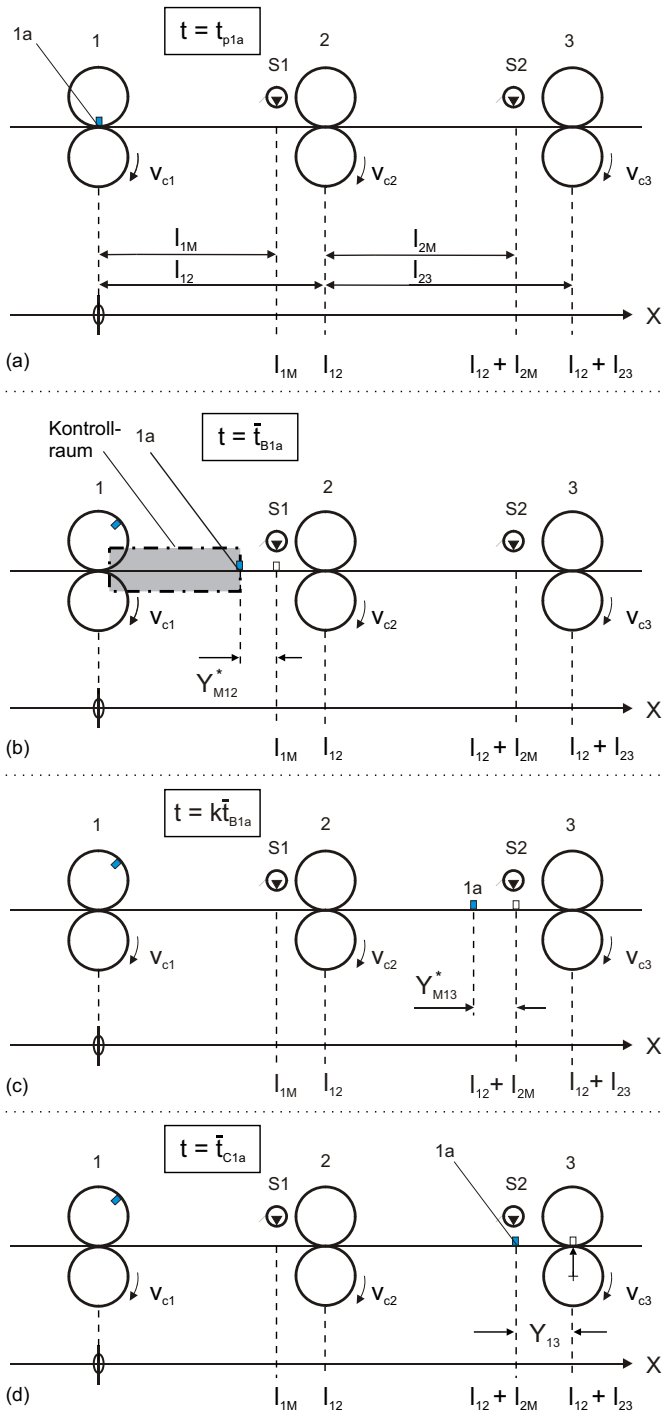 t = t_p1a
1 2 3
1a S1 S2
v_c1 v_c2 v_c3
l_1M l_2M
l_12 l_23
X
(a) l_1M l_12 l_12 + l_2M l_12 + l_23
Kontroll-
raum
1a t = t̄_B1a
1 2 3
S1 S2
v_c1 v_c2 v_c3
Y*_M12
X
(b) l_1M l_12 l_12 + l_2M l_12 + l_23
t = kt̄_B1a
1 2 3
S1 S2
1a
v_c1 v_c2 v_c3
Y*_M13
X
(c) l_1M l_12 l_12 + l_2M l_12 + l_23
t = t̄_C1a
1 2 1a 3
S1 S2
v_c1 v_c2 v_c3
Y_13
X
(d) l_1M l_12 l_12 + l_2M l_12 + l_23